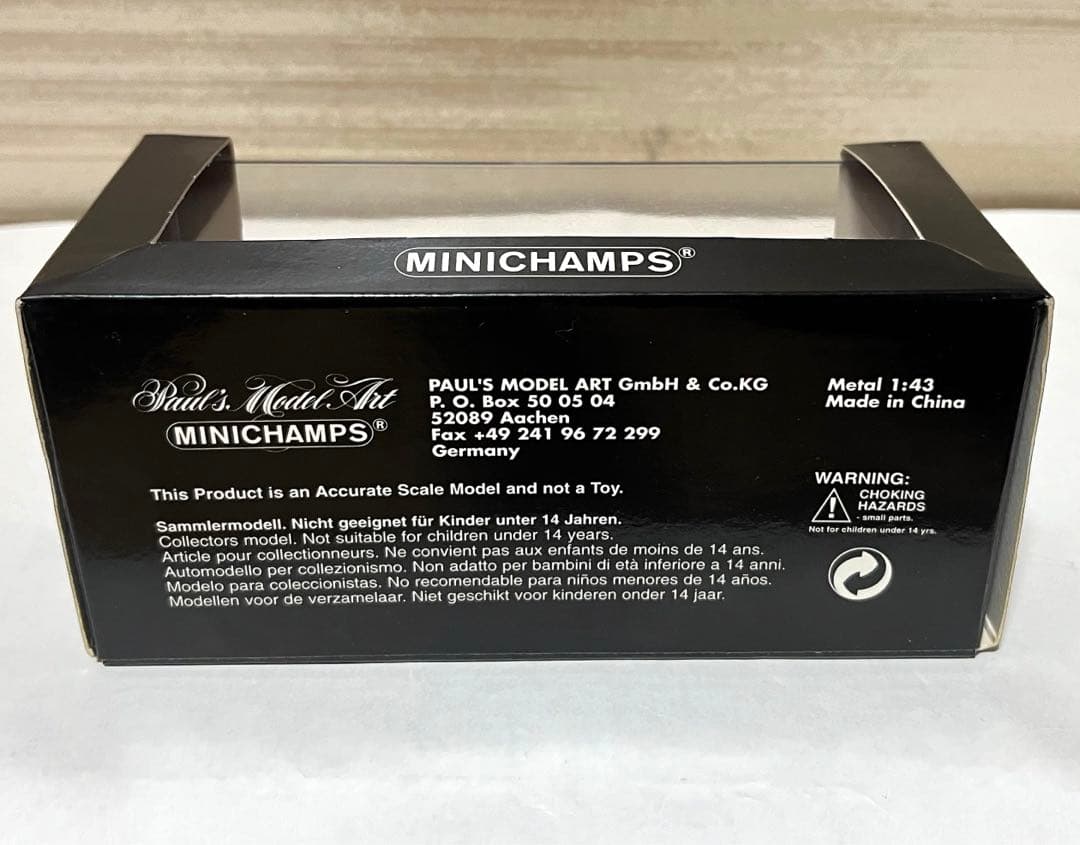 MINICHAMPS®
Paul's Model Art
MINICHAMPS®
PAUL'S MODEL ART GmbH & Co.KG
P. O. Box 50 05 04
52089 Aachen
Fax +49 241 96 72 299
Germany
Metal 1:43
Made in China
This Product is an Accurate Scale Model and not a Toy.
Sammlermodell. Nicht geeignet für Kinder unter 14 Jahren.
Collectors model. Not suitable for children under 14 years.
Article pour collectionneurs. Ne convient pas aux enfants de moins de 14 ans.
Automodello per collezionismo. Non adatto per bambini di età inferiore a 14 anni.
Modelo para coleccionistas. No recomendable para niños menores de 14 años.
Modellen voor de verzamelaar. Niet geschikt voor kinderen onder 14 jaar.
WARNING:
CHOKING
HAZARDS
- small parts.
Not for children under 14 yrs.